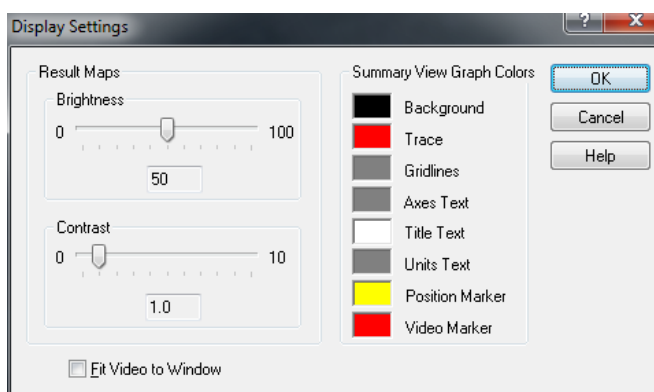 Display Settings
?
X
Result Maps
Brightness
0
100
50
Contrast
0
10
1.0
Fit Video to Window
Summary View Graph Colors
Background
Trace
Gridlines
Axes Text
Title Text
Units Text
Position Marker
Video Marker
OK
Cancel
Help